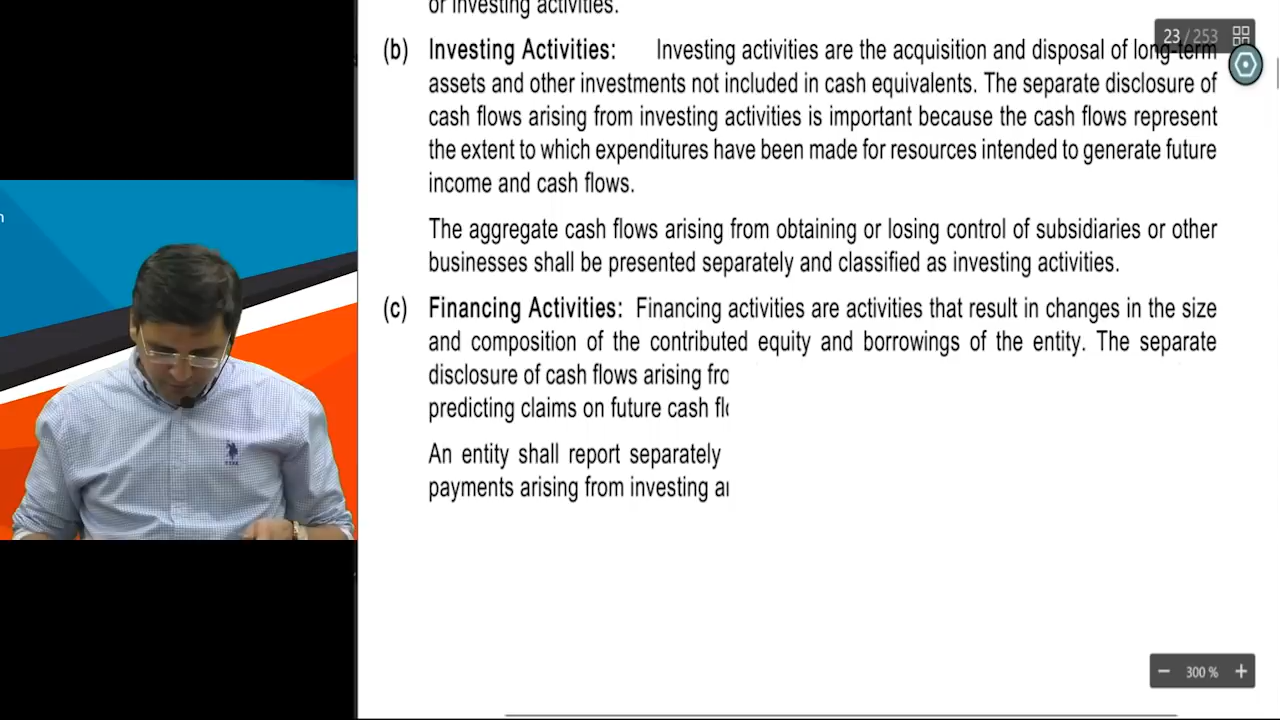 or investing activities.
23 / 253
(b) Investing Activities: Investing activities are the acquisition and disposal of long-term
assets and other investments not included in cash equivalents. The separate disclosure of
cash flows arising from investing activities is important because the cash flows represent
the extent to which expenditures have been made for resources intended to generate future
income and cash flows.
The aggregate cash flows arising from obtaining or losing control of subsidiaries or other
businesses shall be presented separately and classified as investing activities.
(c) Financing Activities: Financing activities are activities that result in changes in the size
and composition of the contributed equity and borrowings of the entity. The separate
disclosure of cash flows arising
predicting claims on future cash
An entity shall report separately
payments arising from investing
300 %